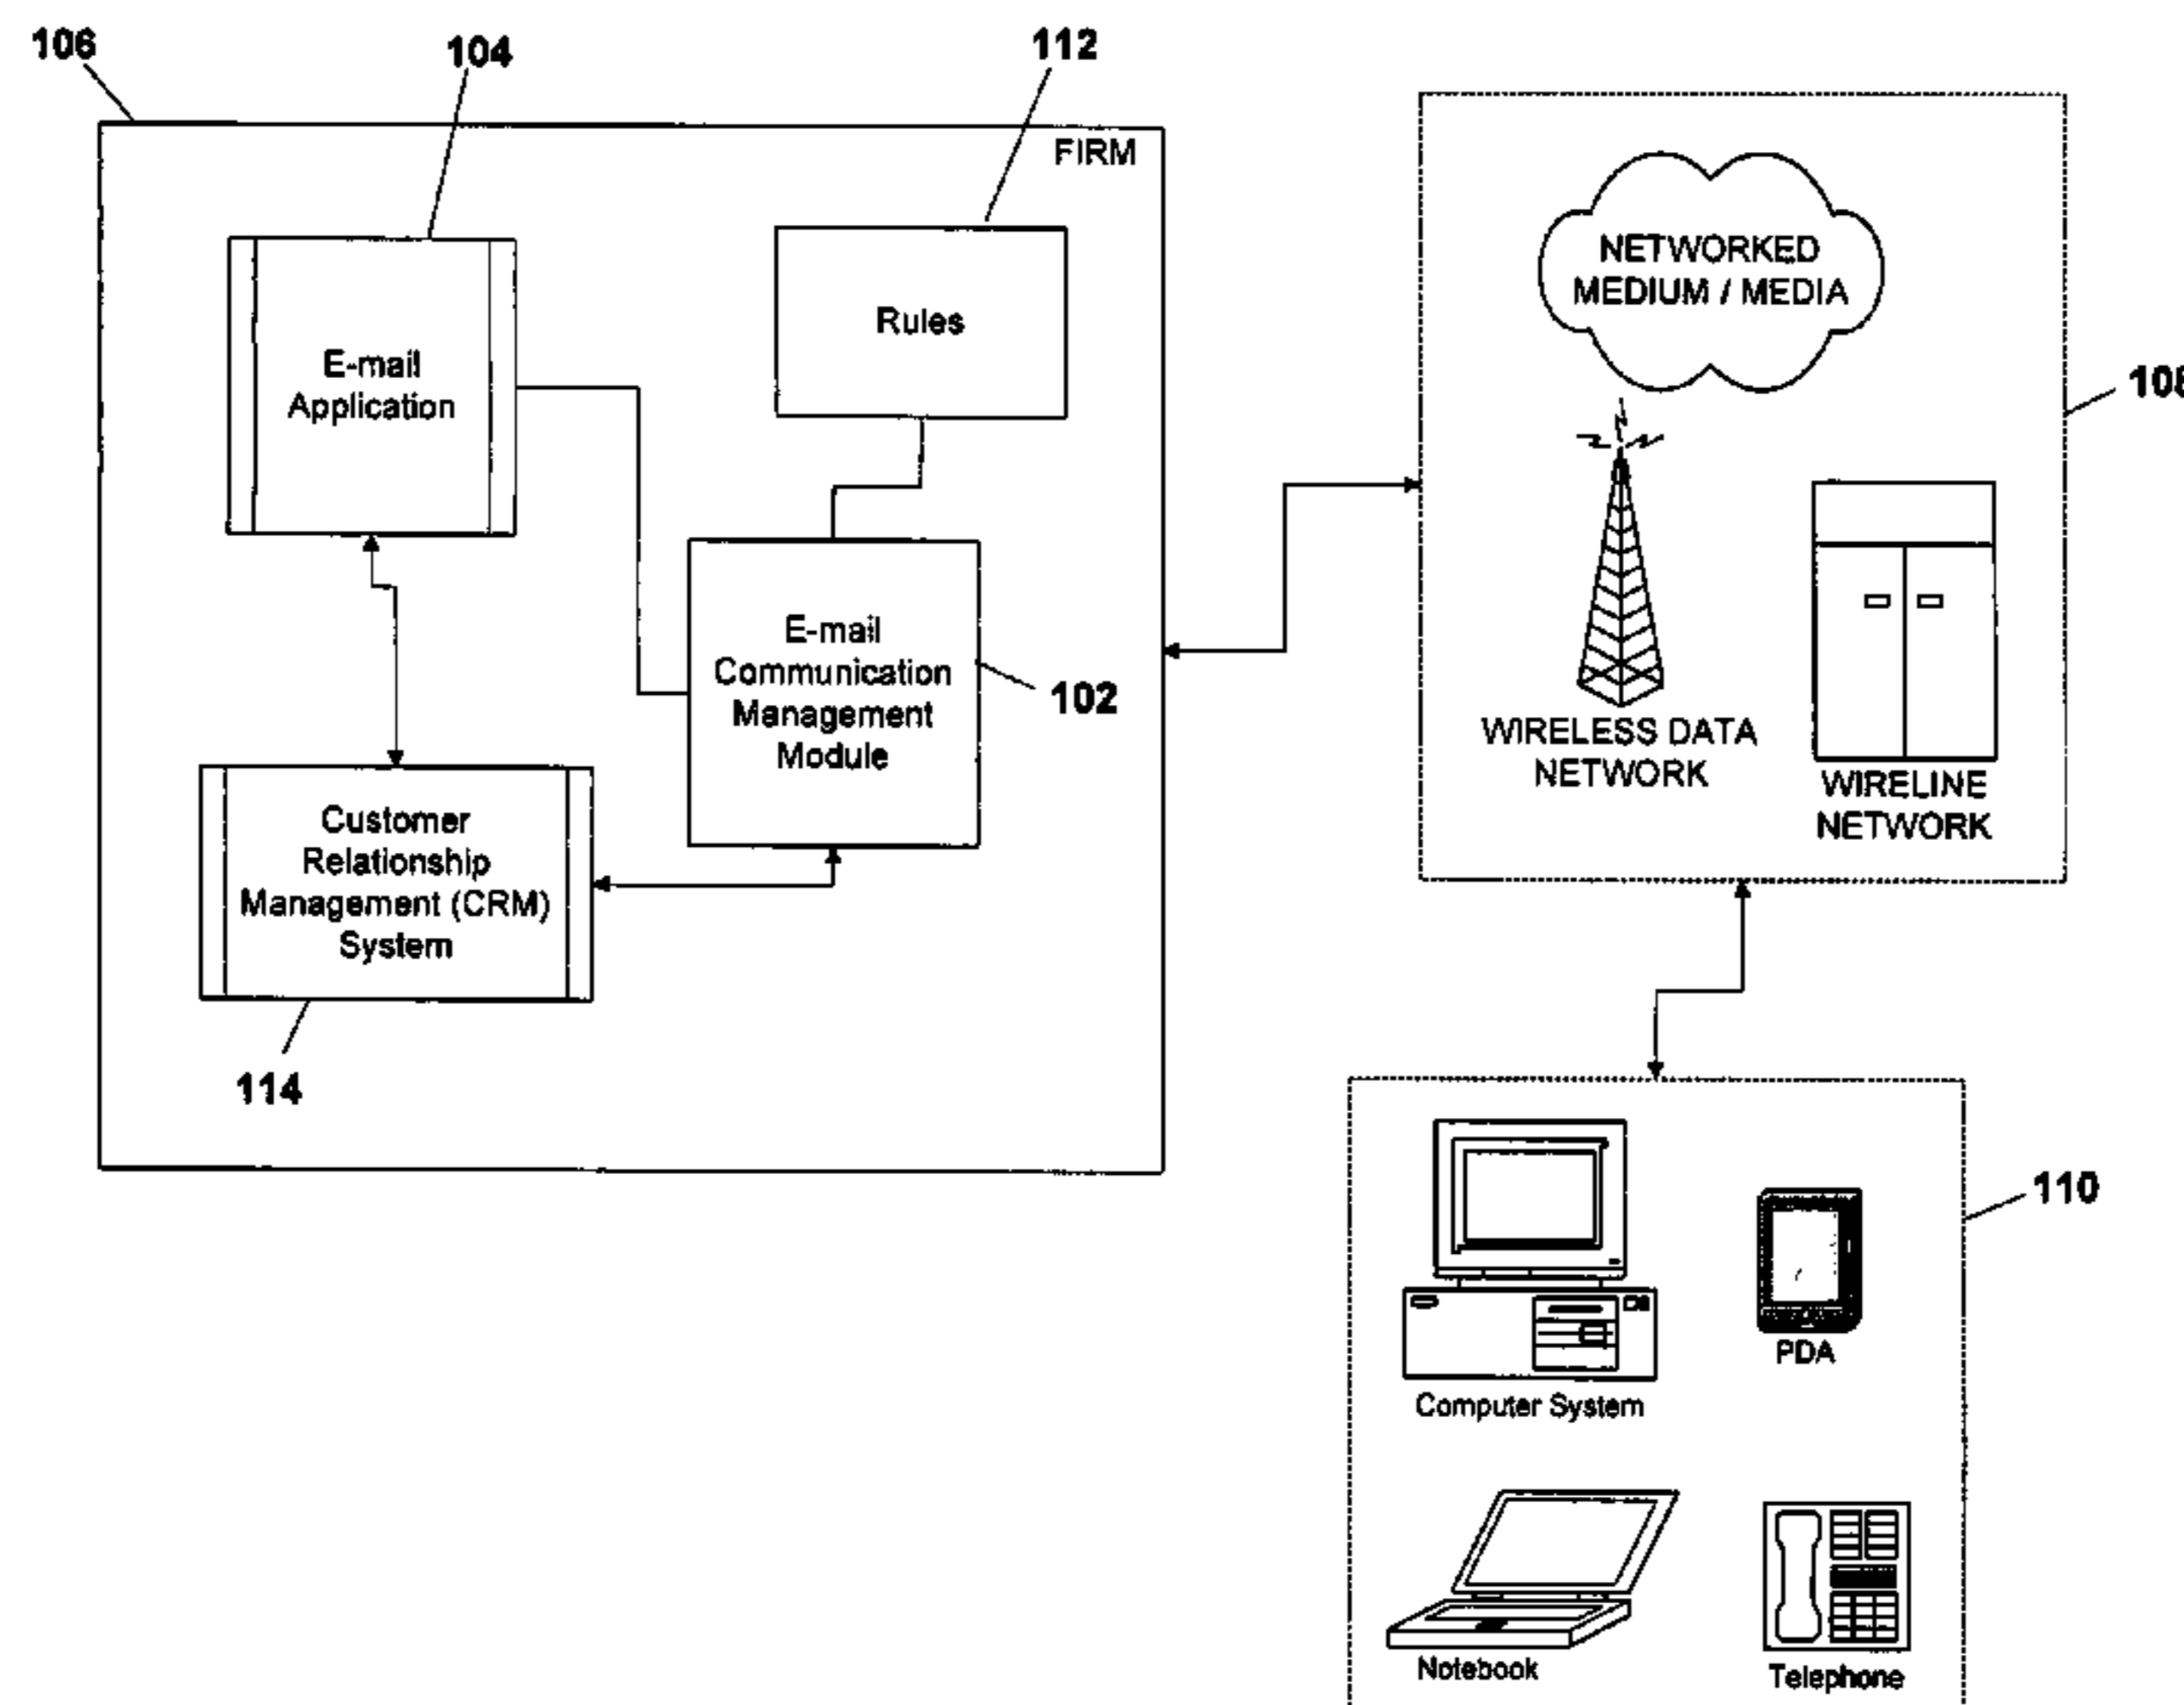 106
104
112
FIRM
E-mail
Application
Rules
NETWORKED
MEDIUM / MEDIA
108
E-mail
Communication
Management
Module
102
WIRELESS DATA
NETWORK
WIRELINE
NETWORK
Customer
Relationship
Management (CRM)
System
114
110
Computer System
PDA
Notebook
Telephone